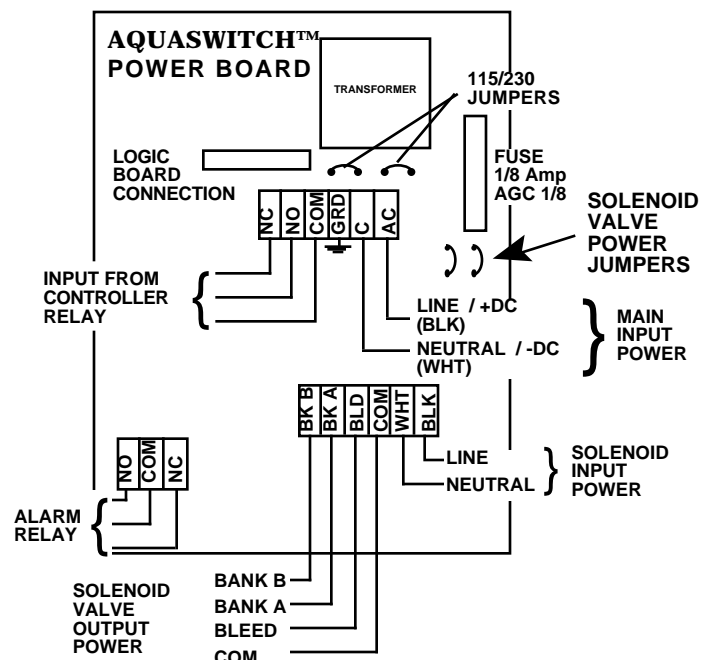 AQUASWITCH™
POWER BOARD
TRANSFORMER
115/230
JUMPERS
LOGIC
BOARD
CONNECTION
FUSE
1/8 Amp
AGC 1/8
SOLENOID
VALVE
POWER
JUMPERS
NC
NO
COM
GRD
C
AC
INPUT FROM
CONTROLLER
RELAY
LINE / +DC
(BLK)
NEUTRAL / -DC
(WHT)
MAIN
INPUT
POWER
BK B
BK A
BLD
COM
WHT
BLK
LINE
NEUTRAL
SOLENOID
INPUT
POWER
NO
COM
NC
ALARM
RELAY
SOLENOID
VALVE
OUTPUT
POWER
BANK B
BANK A
BLEED
COM